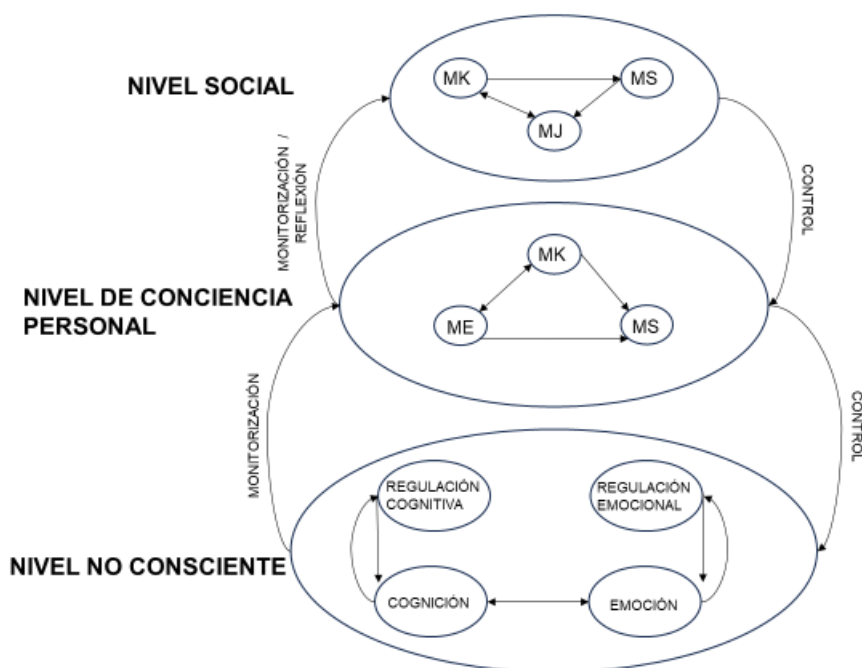 NIVEL SOCIAL
MK
MS
MJ
MONITORIZACIÓN /
REFLEXIÓN
CONTROL
NIVEL DE CONCIENCIA
PERSONAL
MK
ME
MS
MONITORIZACIÓN
CONTROL
NIVEL NO CONSCIENTE
REGULACIÓN
COGNITIVA
REGULACIÓN
EMOCIONAL
COGNICIÓN
EMOCIÓN